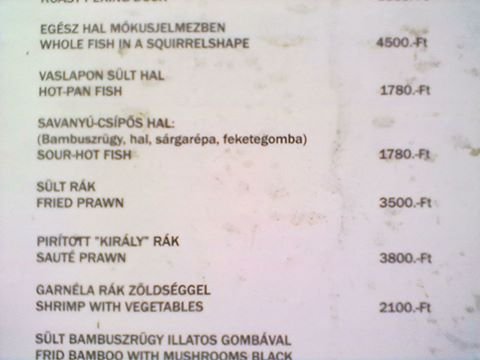 EGÉSZ HAL MÓKUSJELMEZBEN
WHOLE FISH IN A SQUIRRELSHAPE 4500.-Ft
VASLAPON SÜLT HAL
HOT-PAN FISH 1780.-Ft
SAVANYÚ-CSÍPŐS HAL:
(Bambuszrügy, hal, sárgarépa, feketegomba)
SOUR-HOT FISH 1780.-Ft
SÜLT RÁK
FRIED PRAWN 3500.-Ft
PIRÍTOTT "KIRÁLY" RÁK
SAUTÉ PRAWN 3800.-Ft
GARNÉLA RÁK ZÖLDSÉGGEL
SHRIMP WITH VEGETABLES 2100.-Ft
SÜLT BAMBUSZRÜGY ILLATOS GOMBÁVAL
FRID BAMBOO WITH MUSHROOMS BLACK